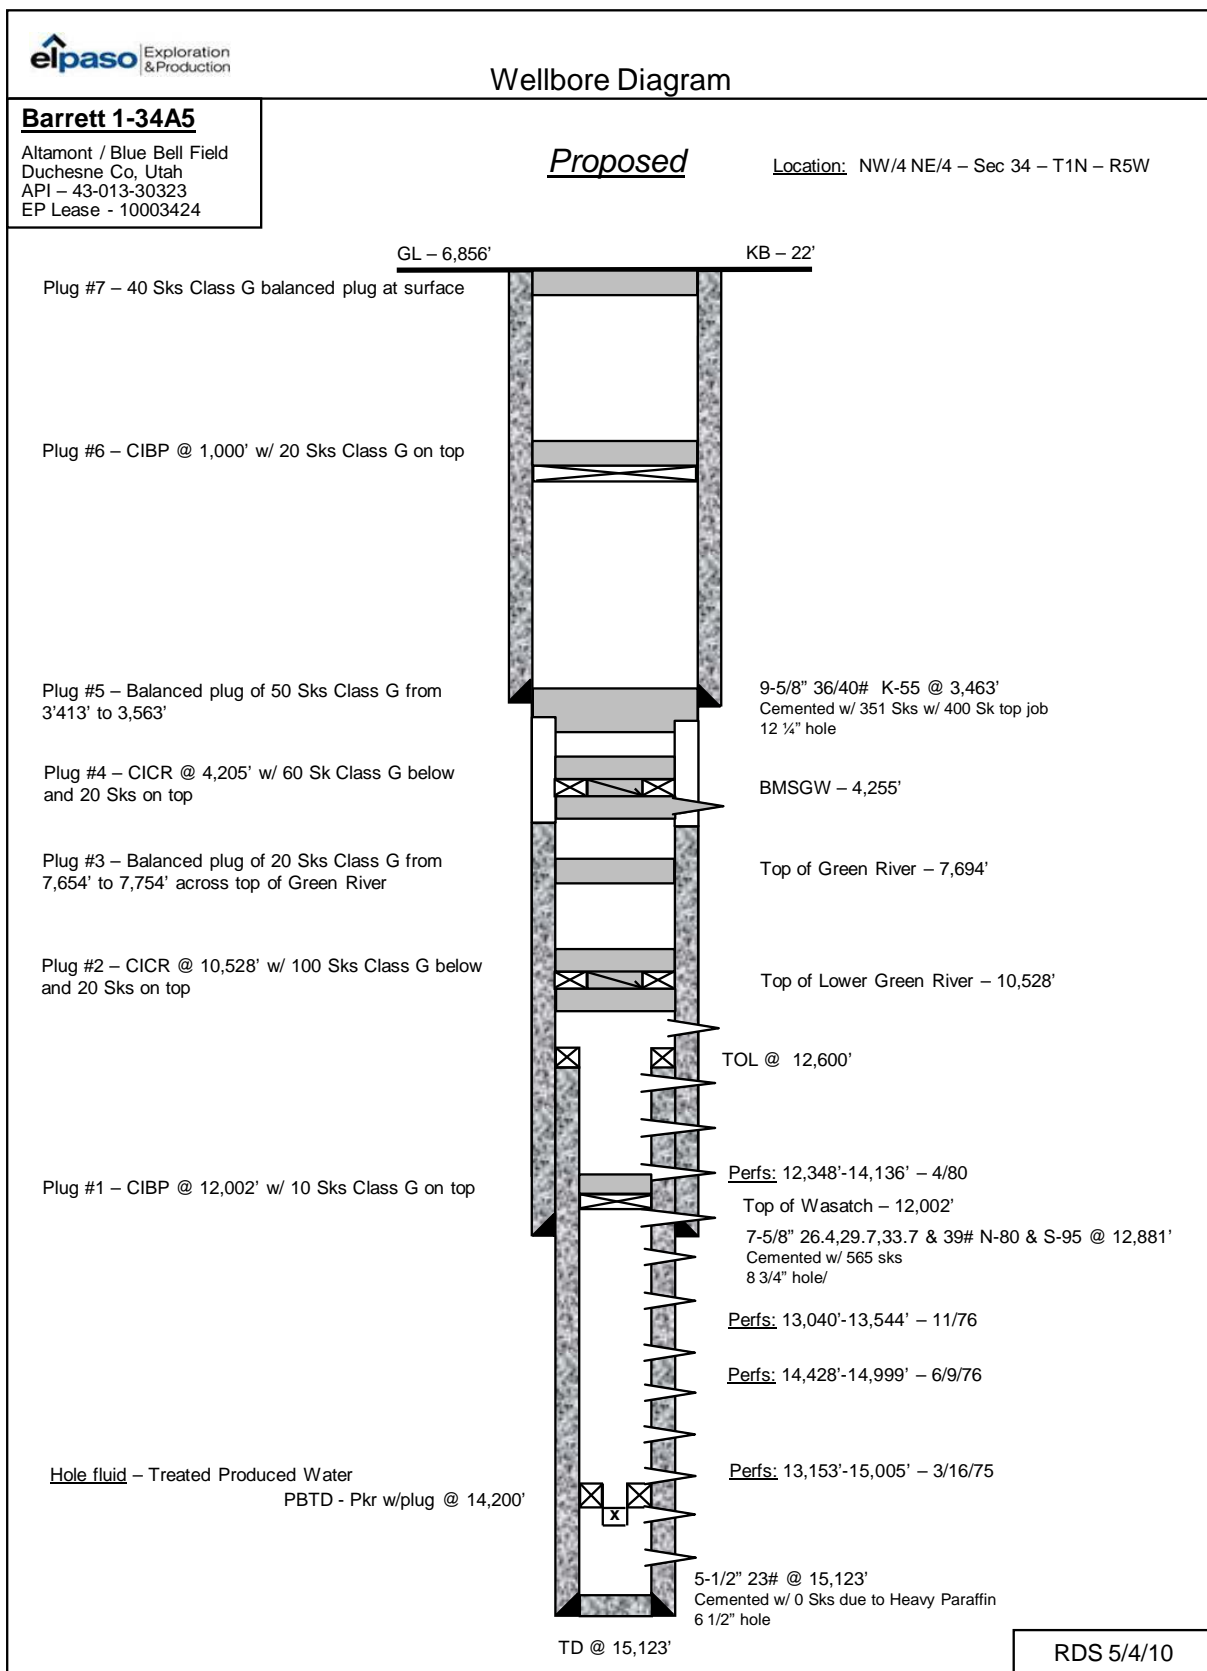 elpaso Exploration
&Production
Wellbore Diagram
Barrett 1-34A5
Altamont / Blue Bell Field
Duchesne Co, Utah
API – 43-013-30323
EP Lease - 10003424
Proposed
Location: NW/4 NE/4 – Sec 34 – T1N – R5W
GL – 6,856’
KB – 22’
Plug #7 – 40 Sks Class G balanced plug at surface
Plug #6 – CIBP @ 1,000’ w/ 20 Sks Class G on top
Plug #5 – Balanced plug of 50 Sks Class G from
3’413’ to 3,563’
9-5/8” 36/40# K-55 @ 3,463’
Cemented w/ 351 Sks w/ 400 Sk top job
12 ¼” hole
Plug #4 – CICR @ 4,205’ w/ 60 Sk Class G below
and 20 Sks on top
BMSGW – 4,255’
Plug #3 – Balanced plug of 20 Sks Class G from
7,654’ to 7,754’ across top of Green River
Top of Green River – 7,694’
Plug #2 – CICR @ 10,528’ w/ 100 Sks Class G below
and 20 Sks on top
Top of Lower Green River – 10,528’
TOL @ 12,600’
Perfs: 12,348’-14,136’ – 4/80
Plug #1 – CIBP @ 12,002’ w/ 10 Sks Class G on top
Top of Wasatch – 12,002’
7-5/8” 26.4,29.7,33.7 & 39# N-80 & S-95 @ 12,881’
Cemented w/ 565 sks
8 3/4” hole/
Perfs: 13,040’-13,544’ – 11/76
Perfs: 14,428’-14,999’ – 6/9/76
Perfs: 13,153’-15,005’ – 3/16/75
Hole fluid – Treated Produced Water
PBTD - Pkr w/plug @ 14,200’
x
5-1/2” 23# @ 15,123’
Cemented w/ 0 Sks due to Heavy Paraffin
6 1/2” hole
TD @ 15,123’
RDS 5/4/10